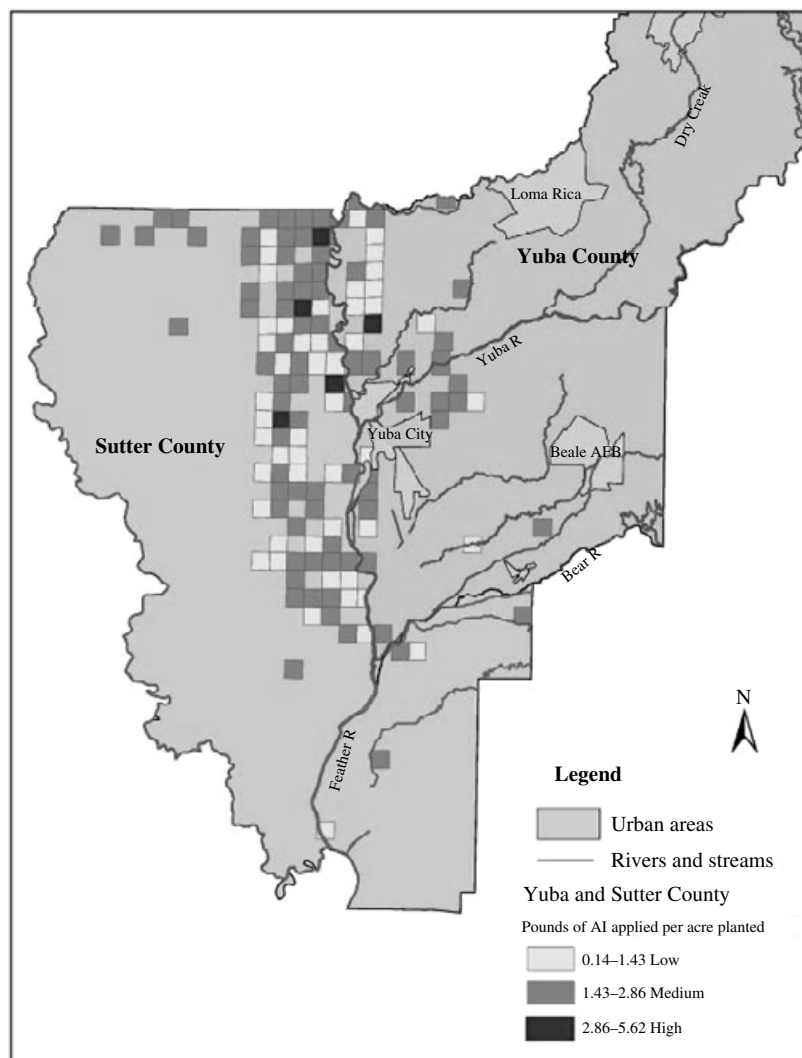 Dry Creak
Loma Rica
Yuba County
Yuba R
Sutter County
Yuba City
Beale AFB
Bear R
N
Feather R
Legend
Urban areas
Rivers and streams
Yuba and Sutter County
Pounds of AI applied per acre planted
0.14–1.43 Low
1.43–2.86 Medium
2.86–5.62 High